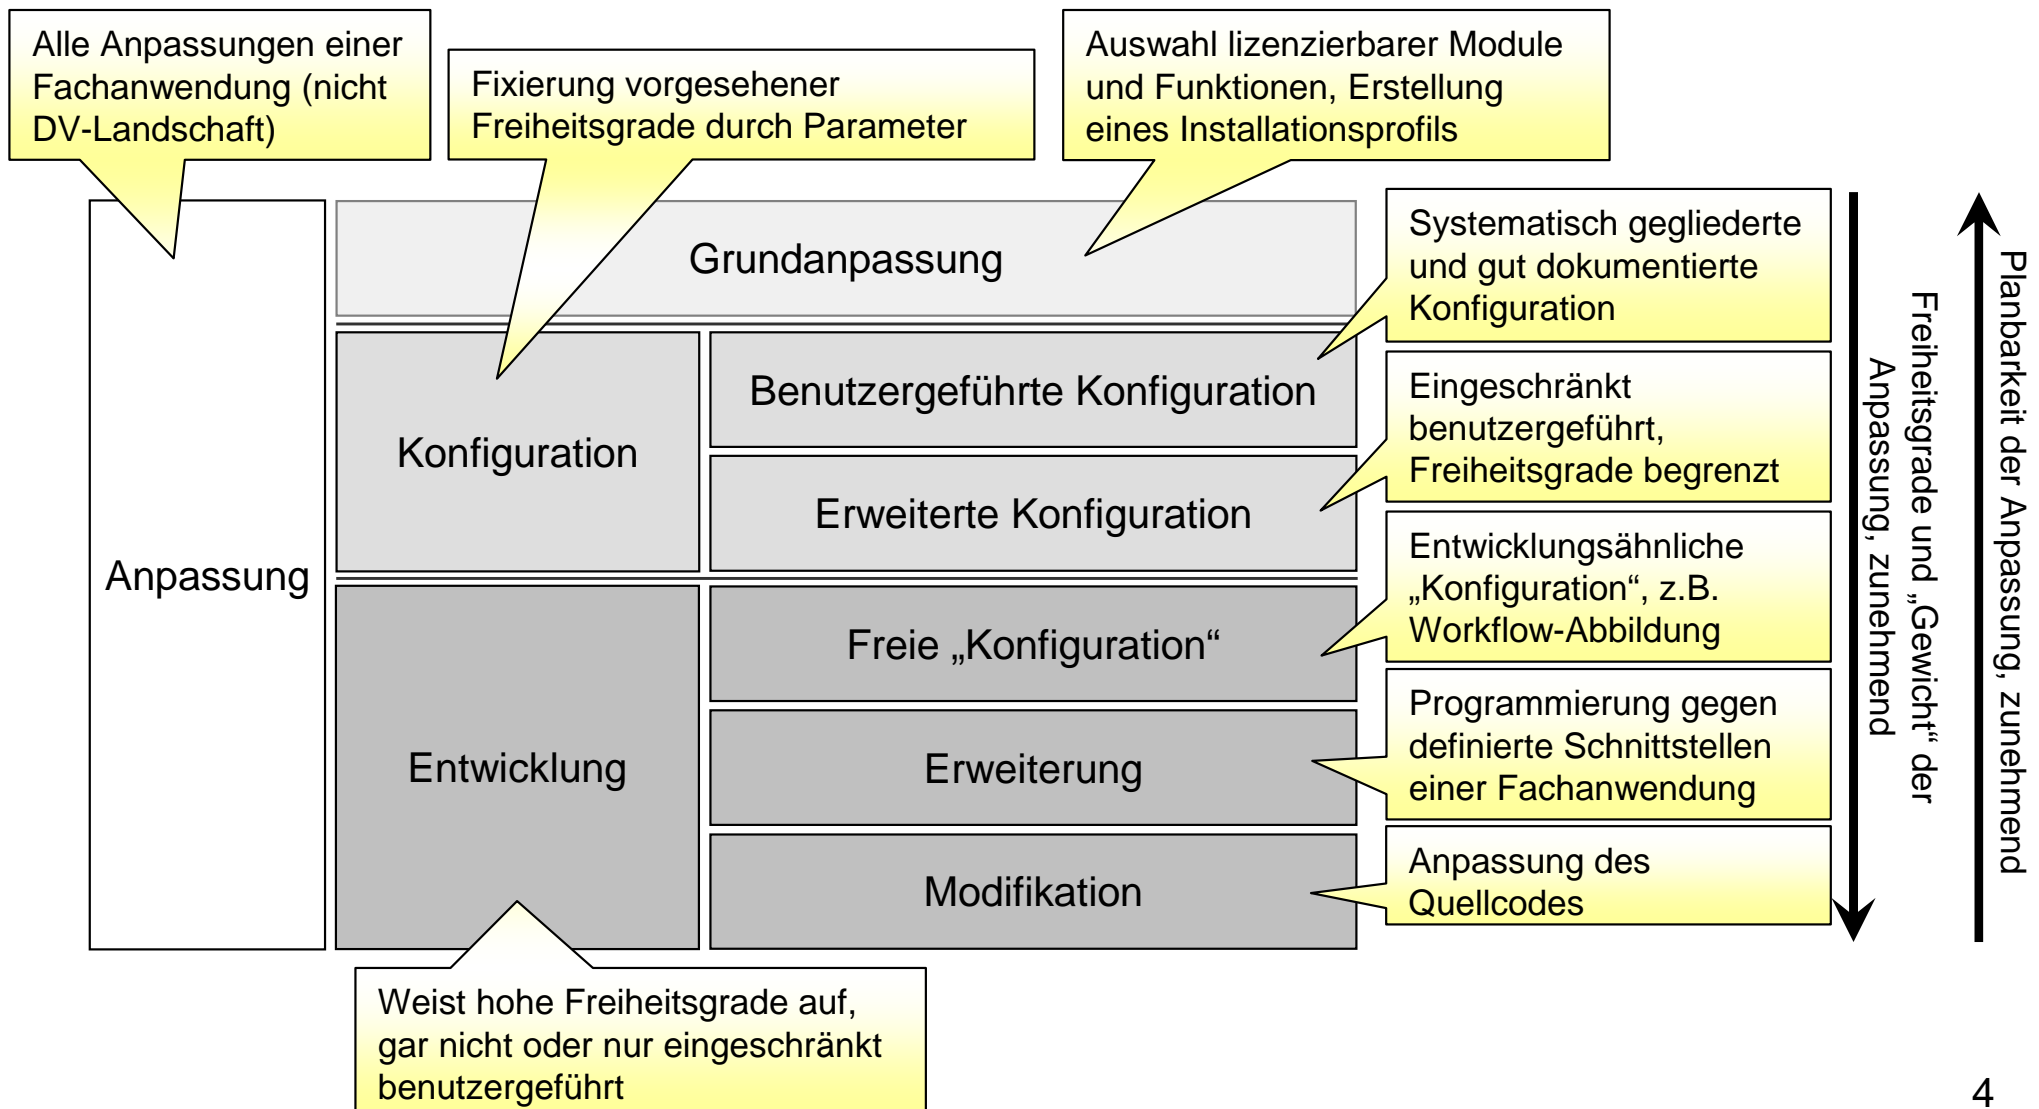 Alle Anpassungen einer
Fachanwendung (nicht
DV-Landschaft)
Fixierung vorgesehener
Freiheitsgrade durch Parameter
Auswahl lizenzierbarer Module
und Funktionen, Erstellung
eines Installationsprofils
Anpassung
Grundanpassung
Systematisch gegliederte
und gut dokumentierte
Konfiguration
Konfiguration
Benutzergeführte Konfiguration
Eingeschränkt
benutzergeführt,
Freiheitsgrade begrenzt
Erweiterte Konfiguration
Entwicklungsähnliche
„Konfiguration“, z.B.
Workflow-Abbildung
Entwicklung
Freie „Konfiguration“
Programmierung gegen
definierte Schnittstellen
einer Fachanwendung
Erweiterung
Anpassung des
Quellcodes
Modifikation
Weist hohe Freiheitsgrade auf,
gar nicht oder nur eingeschränkt
benutzergeführt
Freiheitsgrade und „Gewicht“ der
Anpassung, zunehmend
Planbarkeit der Anpassung, zunehmend
4